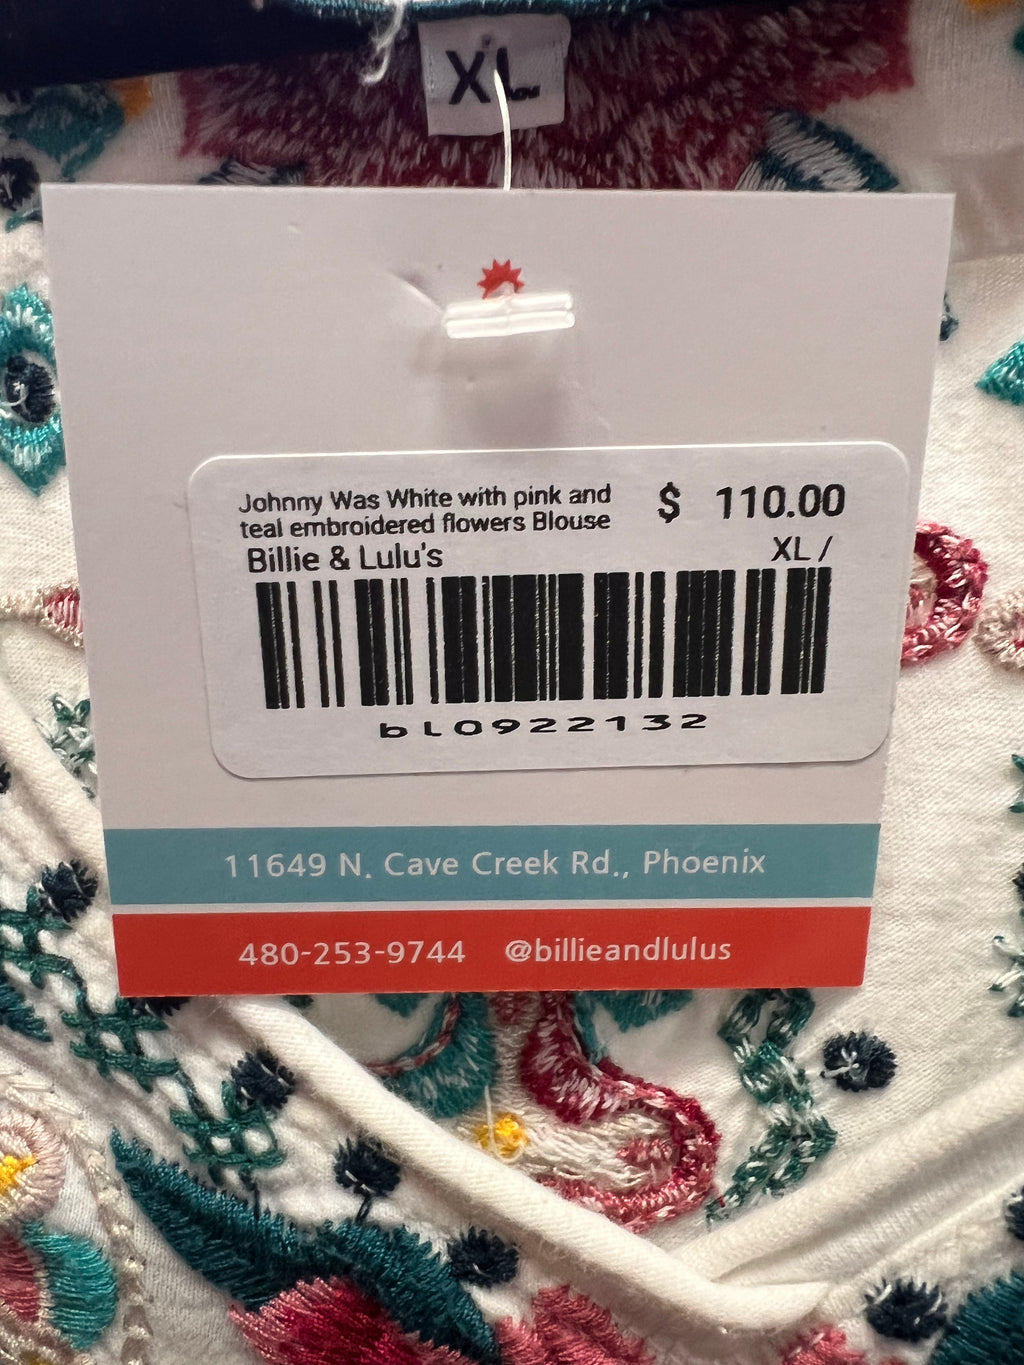 XL
Johnny Was White with pink and
teal embroidered flowers Blouse
$ 110.00
Billie & Lulu's
XL /
bL0922132
11649 N. Cave Creek Rd., Phoenix
480-253-9744 @billieandlulus